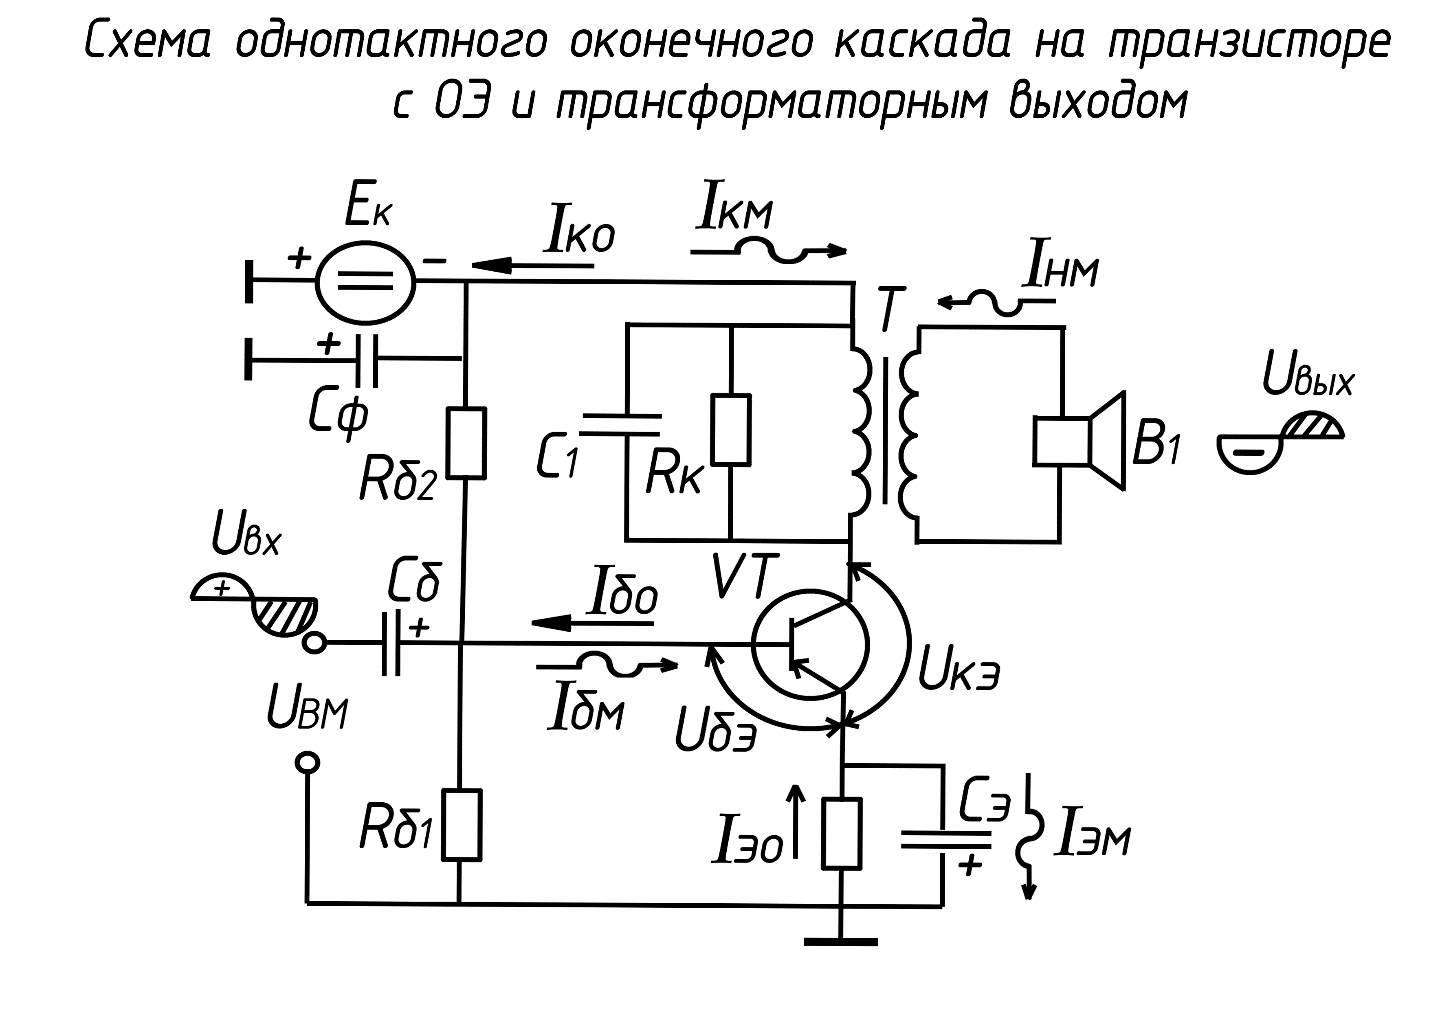 Схема однотактного оконечного каскада на транзисторе
с ОЭ и трансформаторным выходом
Eк
+
−
Iко
Iкм
Iнм
T
+
Cф
C1
Rк
B1
Uвых
−
Rб2
Uвх
+
Cб
+
Iбо
VT
Uкэ
Iбм
Uбэ
Uвм
Rб1
Iэо
Cэ
+
Iэм